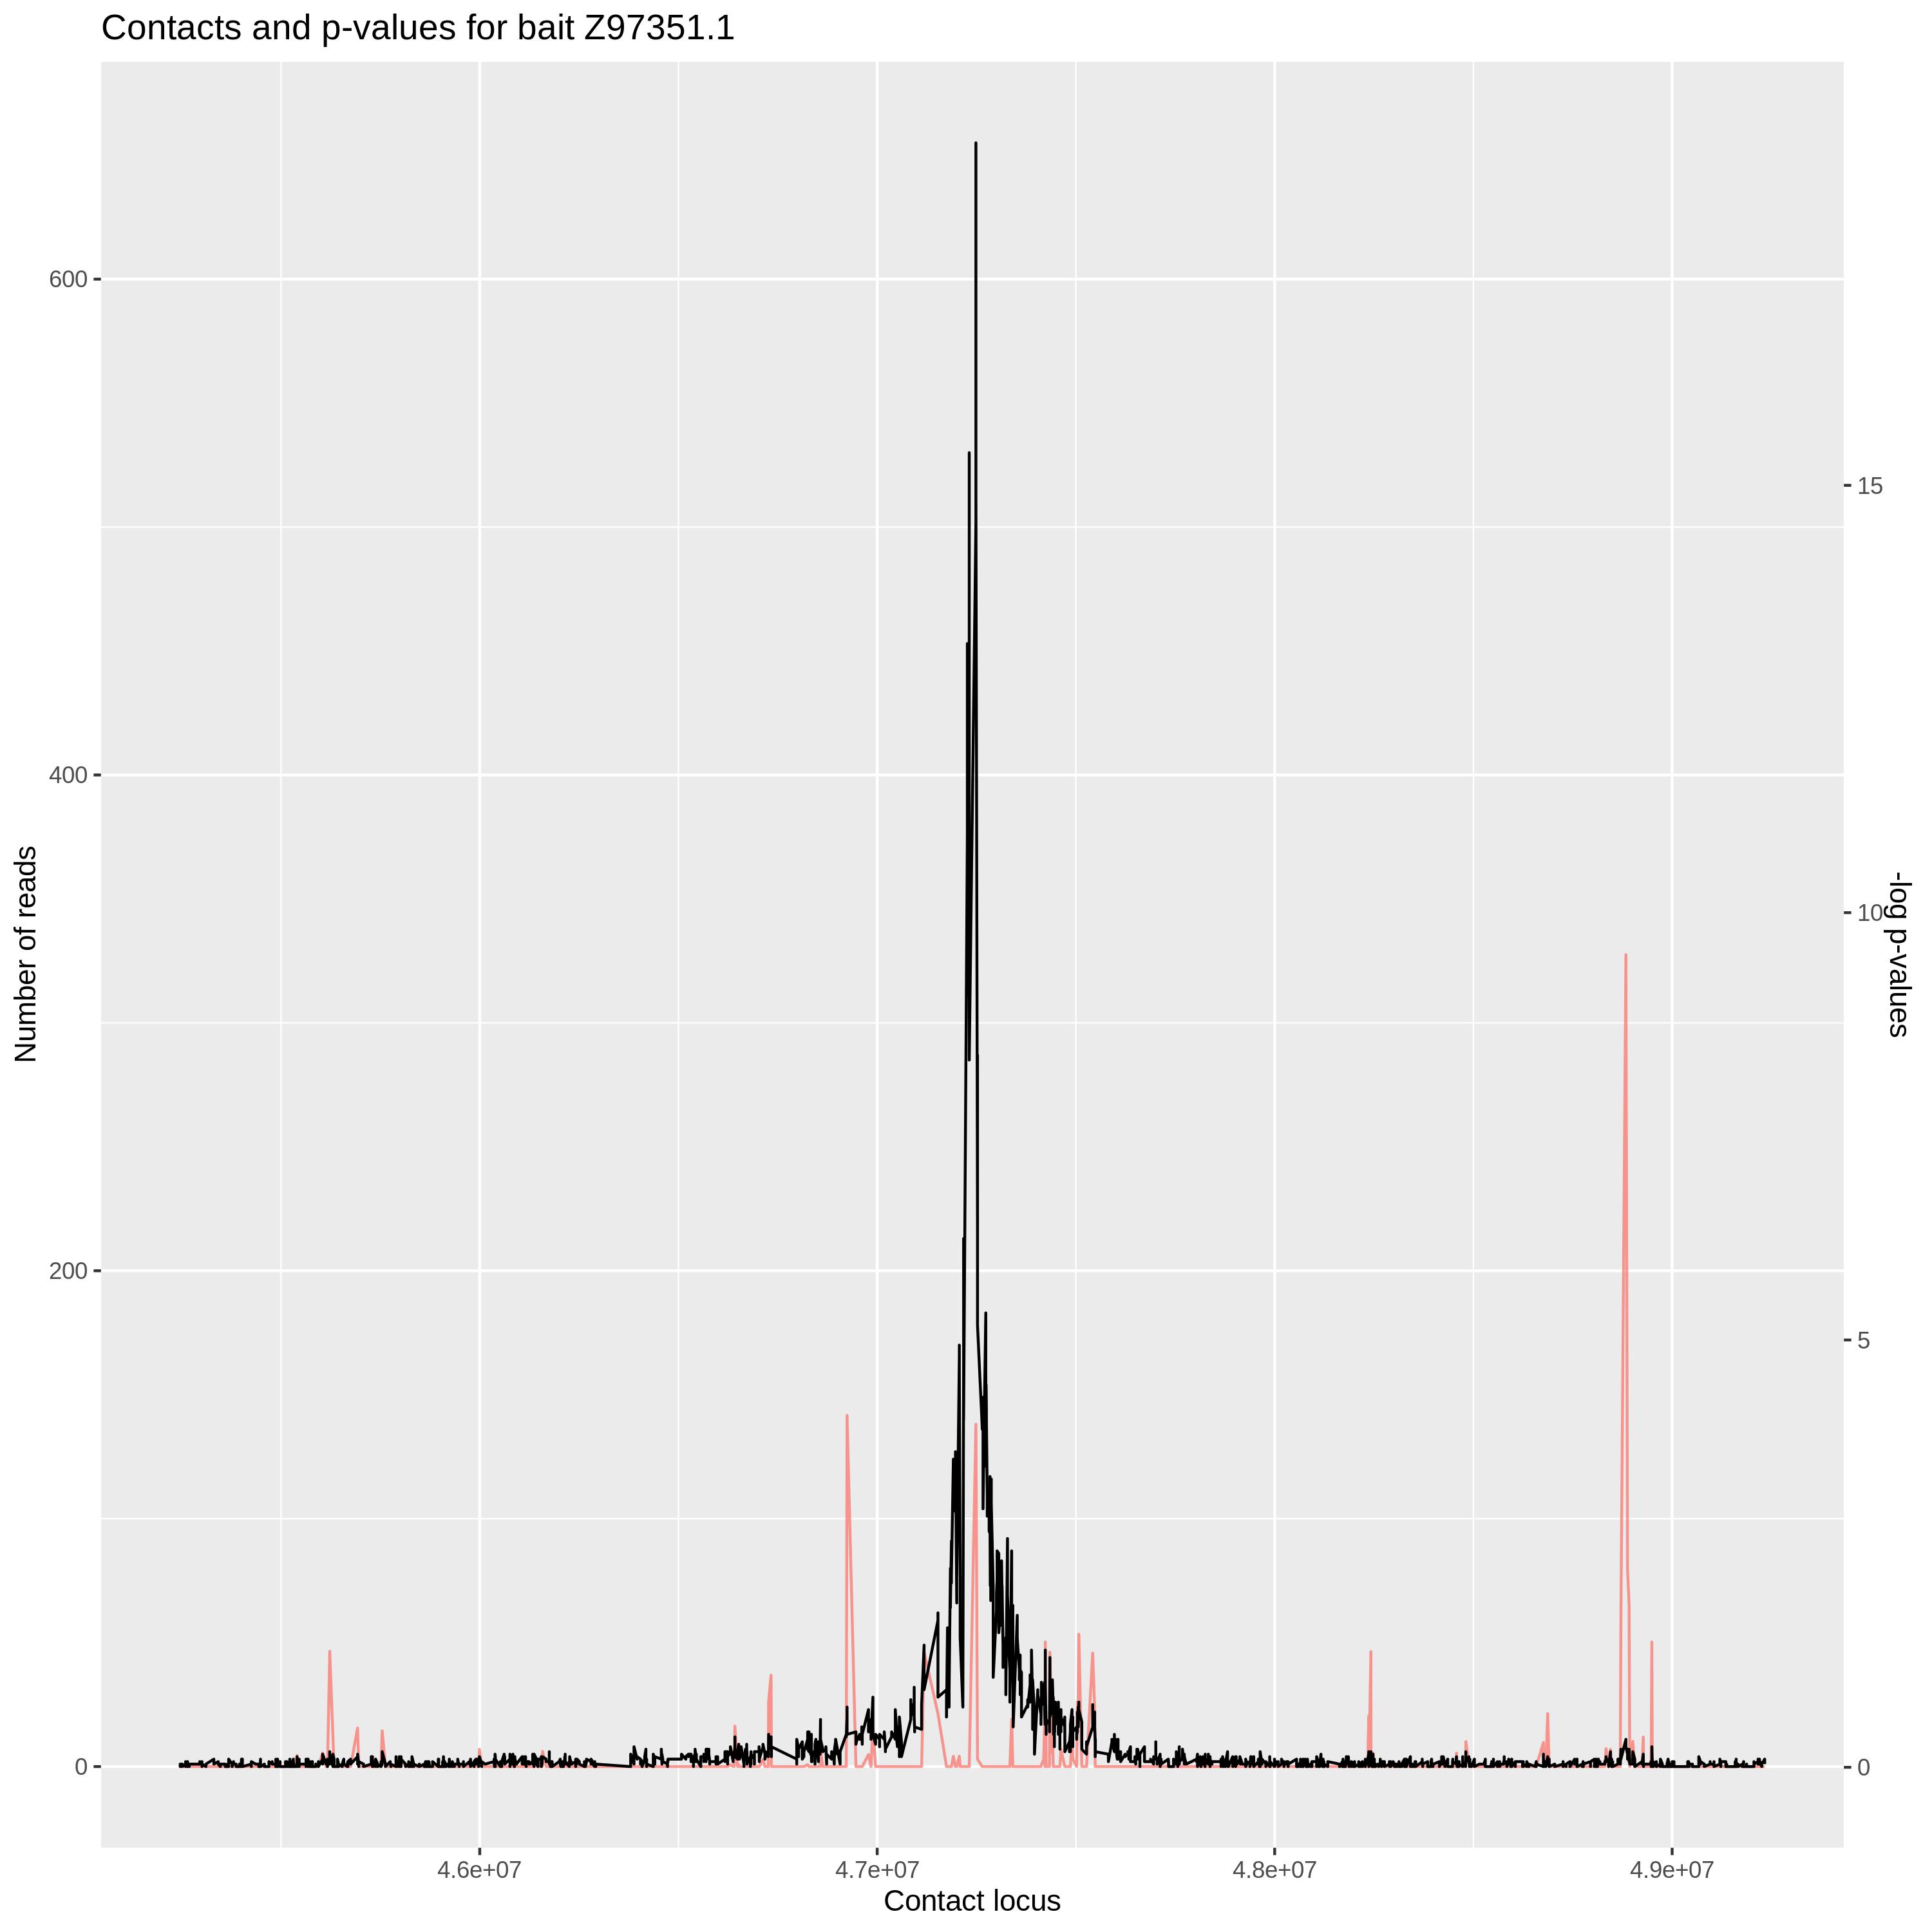 Contacts and p-values for bait Z97351.1
600
400
200
0
Number of reads
15
10
5
0
-log p-values
4.6e+07
4.7e+07
4.8e+07
4.9e+07
Contact locus